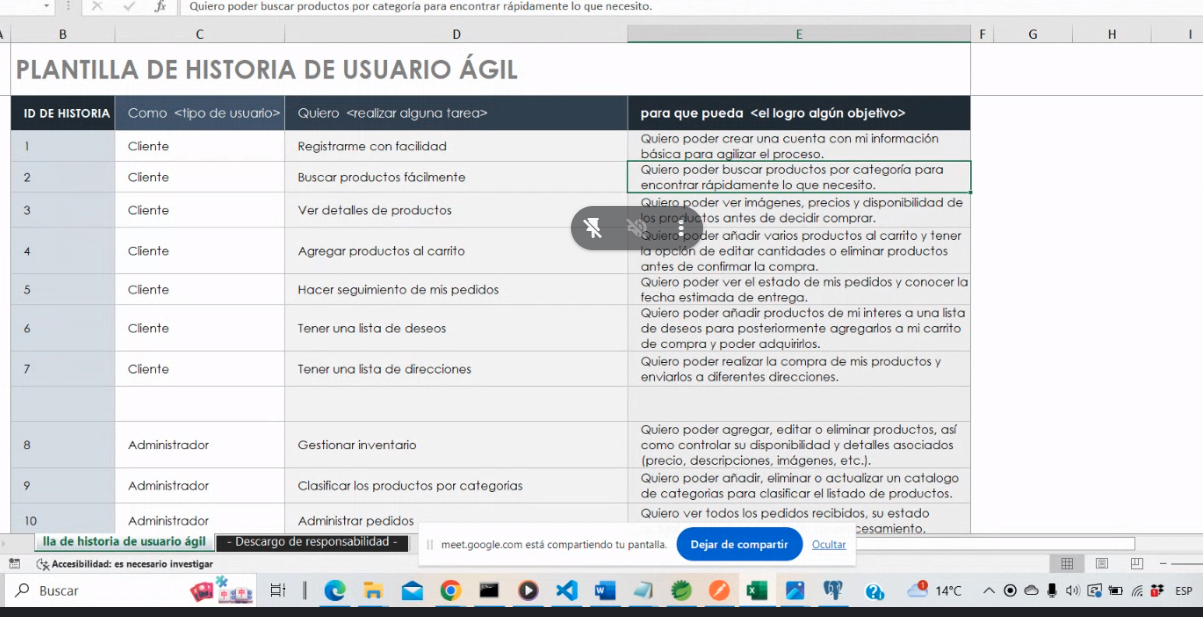 Quiero poder buscar productos por categoría para encontrar rápidamente lo que necesito.
B C D E F G H I
PLANTILLA DE HISTORIA DE USUARIO ÁGIL
ID DE HISTORIA Como <tipo de usuario> Quiero <realizar alguna tarea> para que pueda <el logro algún objetivo>
1 Cliente Registrarme con facilidad Quiero poder crear una cuenta con mi información
básica para agilizar el proceso.
2 Cliente Buscar productos fácilmente Quiero poder buscar productos por categoría para
encontrar rápidamente lo que necesito.
3 Cliente Ver detalles de productos Quiero poder ver imágenes, precios y disponibilidad de
los productos antes de decidir comprar.
4 Cliente Agregar productos al carrito Quiero poder añadir varios productos al carrito y tener
la opción de editar cantidades o eliminar productos
antes de confirmar la compra.
5 Cliente Hacer seguimiento de mis pedidos Quiero poder ver el estado de mis pedidos y conocer la
fecha estimada de entrega.
6 Cliente Tener una lista de deseos Quiero poder añadir productos de mi interes a una lista
de deseos para posteriormente agregarlos a mi carrito
de compra y poder adquirirlos.
7 Cliente Tener una lista de direcciones Quiero poder realizar la compra de mis productos y
enviarlos a diferentes direcciones.
8 Administrador Gestionar inventario Quiero poder agregar, editar o eliminar productos, así
como controlar su disponibilidad y detalles asociados
(precio, descripciones, imágenes, etc.).
9 Administrador Clasificar los productos por categorias Quiero poder añadir, eliminar o actualizar un catalogo
de categorias para clasificar el listado de productos.
10 Administrador Administrar pedidos Quiero ver todos los pedidos recibidos, su estado
cesamiento.
lla de historia de usuario ágil - Descargo de responsabilidad -
meet.google.com está compartiendo tu pantalla. Dejar de compartir Ocultar
Accesibilidad: es necesario investigar
Buscar 14°C ESP